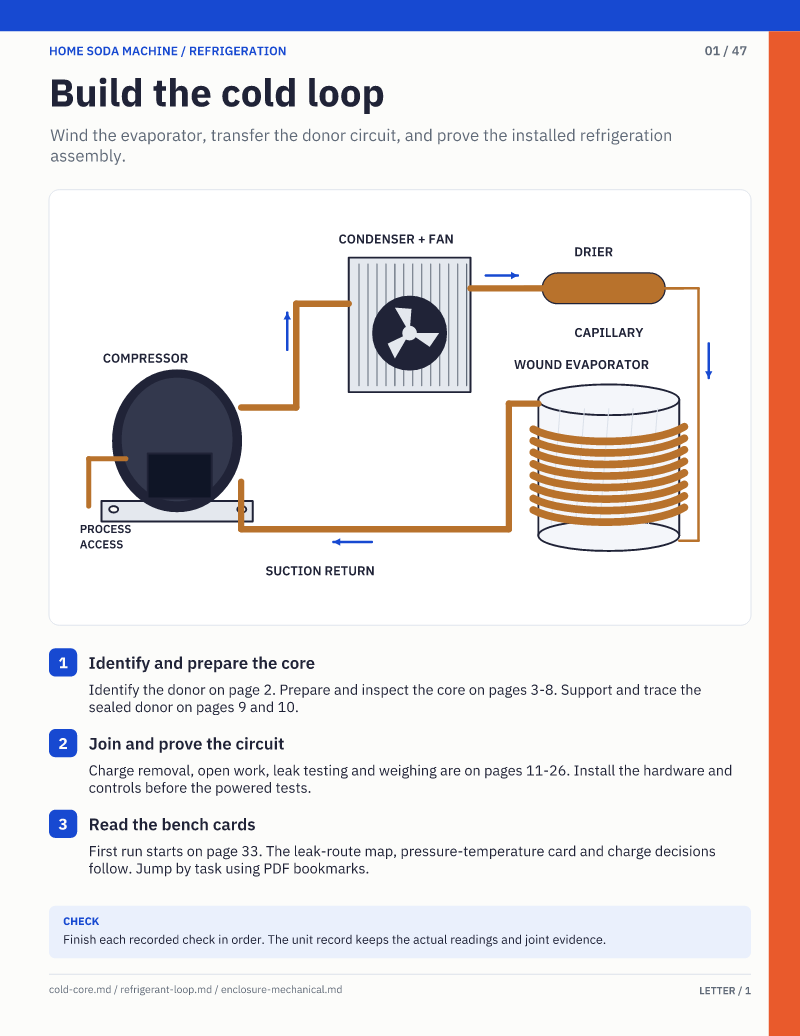 HOME SODA MACHINE / REFRIGERATION
01 / 47
Build the cold loop
Wind the evaporator, transfer the donor circuit, and prove the installed refrigeration
assembly.
CONDENSER + FAN
DRIER
CAPILLARY
COMPRESSOR
WOUND EVAPORATOR
PROCESS
ACCESS
SUCTION RETURN
1
Identify and prepare the core
Identify the donor on page 2. Prepare and inspect the core on pages 3-8. Support and trace the
sealed donor on pages 9 and 10.
2
Join and prove the circuit
Charge removal, open work, leak testing and weighing are on pages 11-26. Install the hardware and
controls before the powered tests.
3
Read the bench cards
First run starts on page 33. The leak-route map, pressure-temperature card and charge decisions
follow. Jump by task using PDF bookmarks.
CHECK
Finish each recorded check in order. The unit record keeps the actual readings and joint evidence.
cold-core.md / refrigerant-loop.md / enclosure-mechanical.md
LETTER / 1